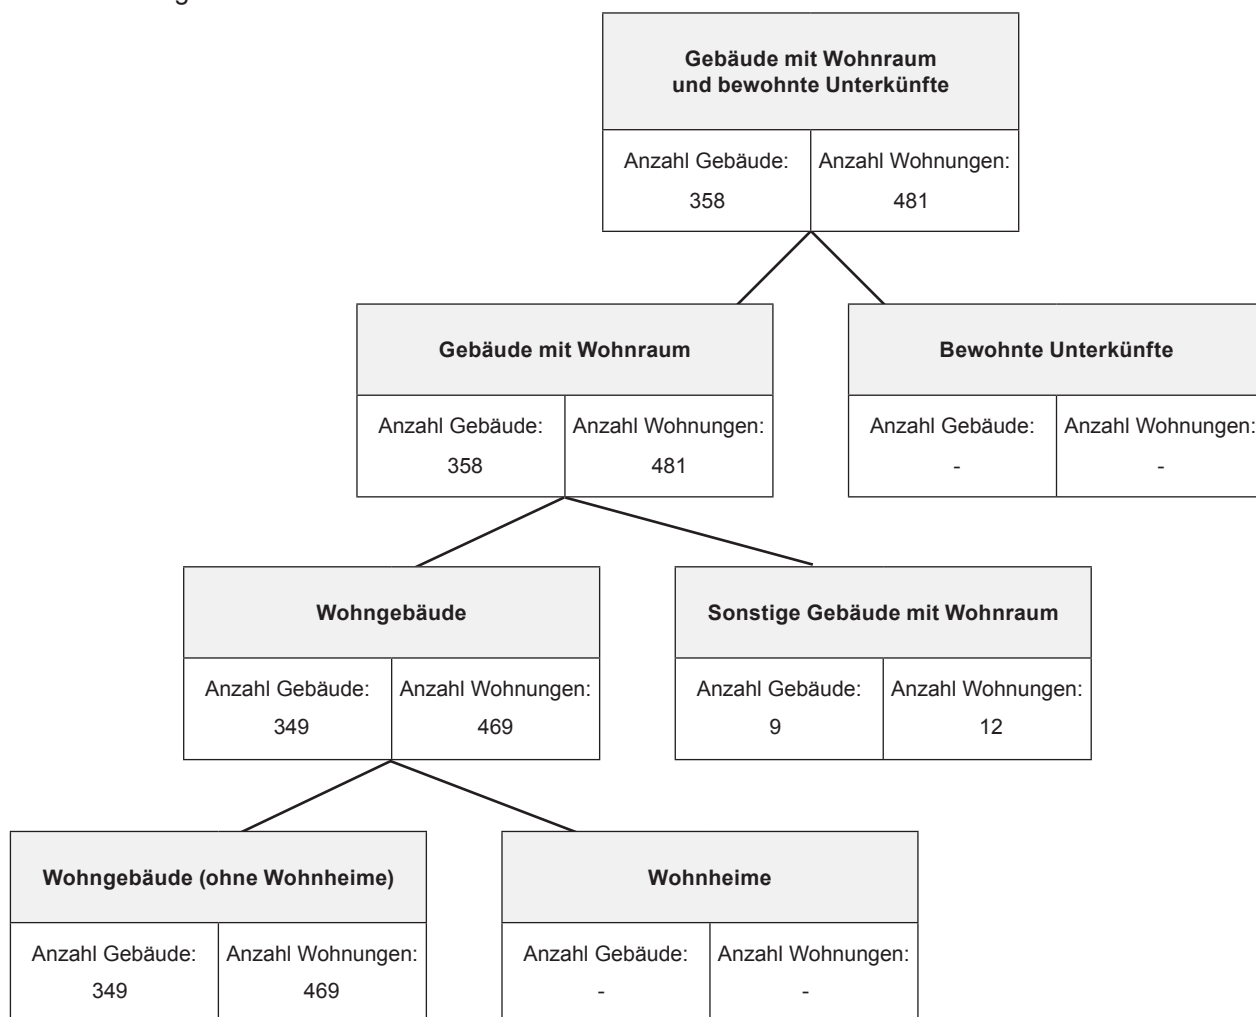 Gebäude mit Wohnraum
und bewohnte Unterkünfte
Anzahl Gebäude: Anzahl Wohnungen:
358 481
Gebäude mit Wohnraum
Bewohnte Unterkünfte
Anzahl Gebäude: Anzahl Wohnungen:
358 481
Anzahl Gebäude: Anzahl Wohnungen:
- -
Wohngebäude
Sonstige Gebäude mit Wohnraum
Anzahl Gebäude: Anzahl Wohnungen:
349 469
Anzahl Gebäude: Anzahl Wohnungen:
9 12
Wohngebäude (ohne Wohnheime)
Wohnheime
Anzahl Gebäude: Anzahl Wohnungen:
349 469
Anzahl Gebäude: Anzahl Wohnungen:
- -